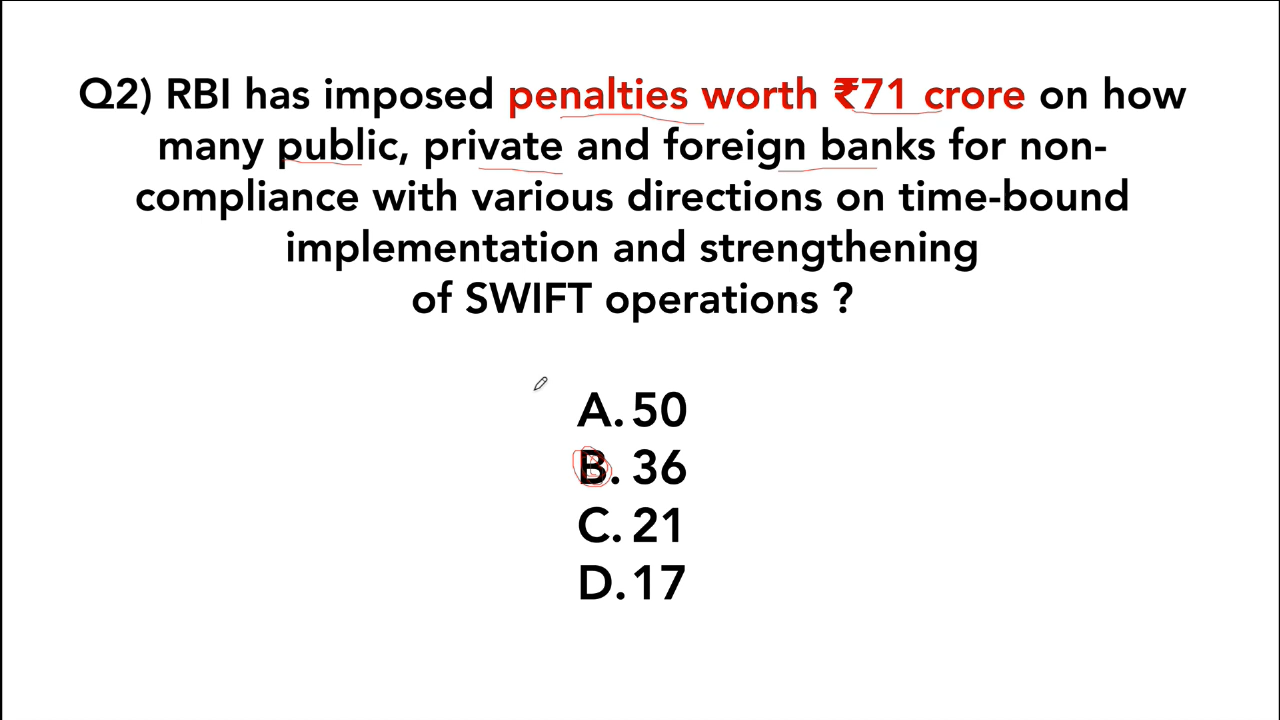 Q2) RBI has imposed penalties worth ₹71 crore on how
many public, private and foreign banks for non-
compliance with various directions on time-bound
implementation and strengthening
of SWIFT operations ?
A. 50
B. 36
C. 21
D. 17